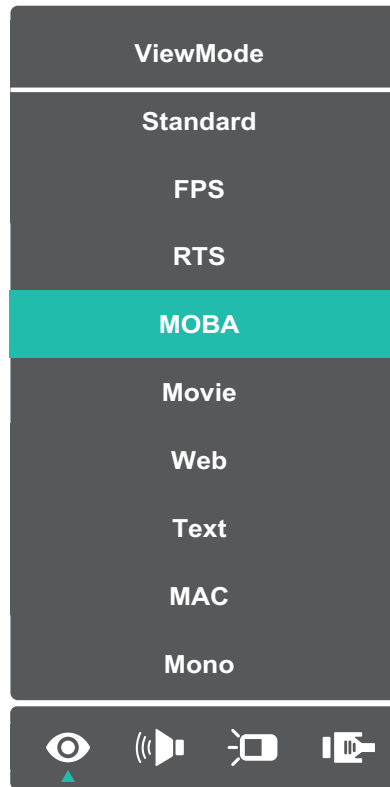 ViewMode
Standard
FPS
RTS
MOBA
Movie
Web
Text
MAC
Mono